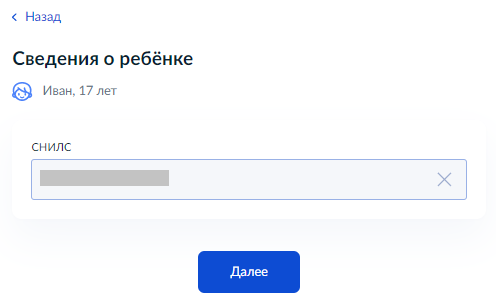 Назад
Сведения о ребёнке
Иван, 17 лет
СНИЛС
Далее